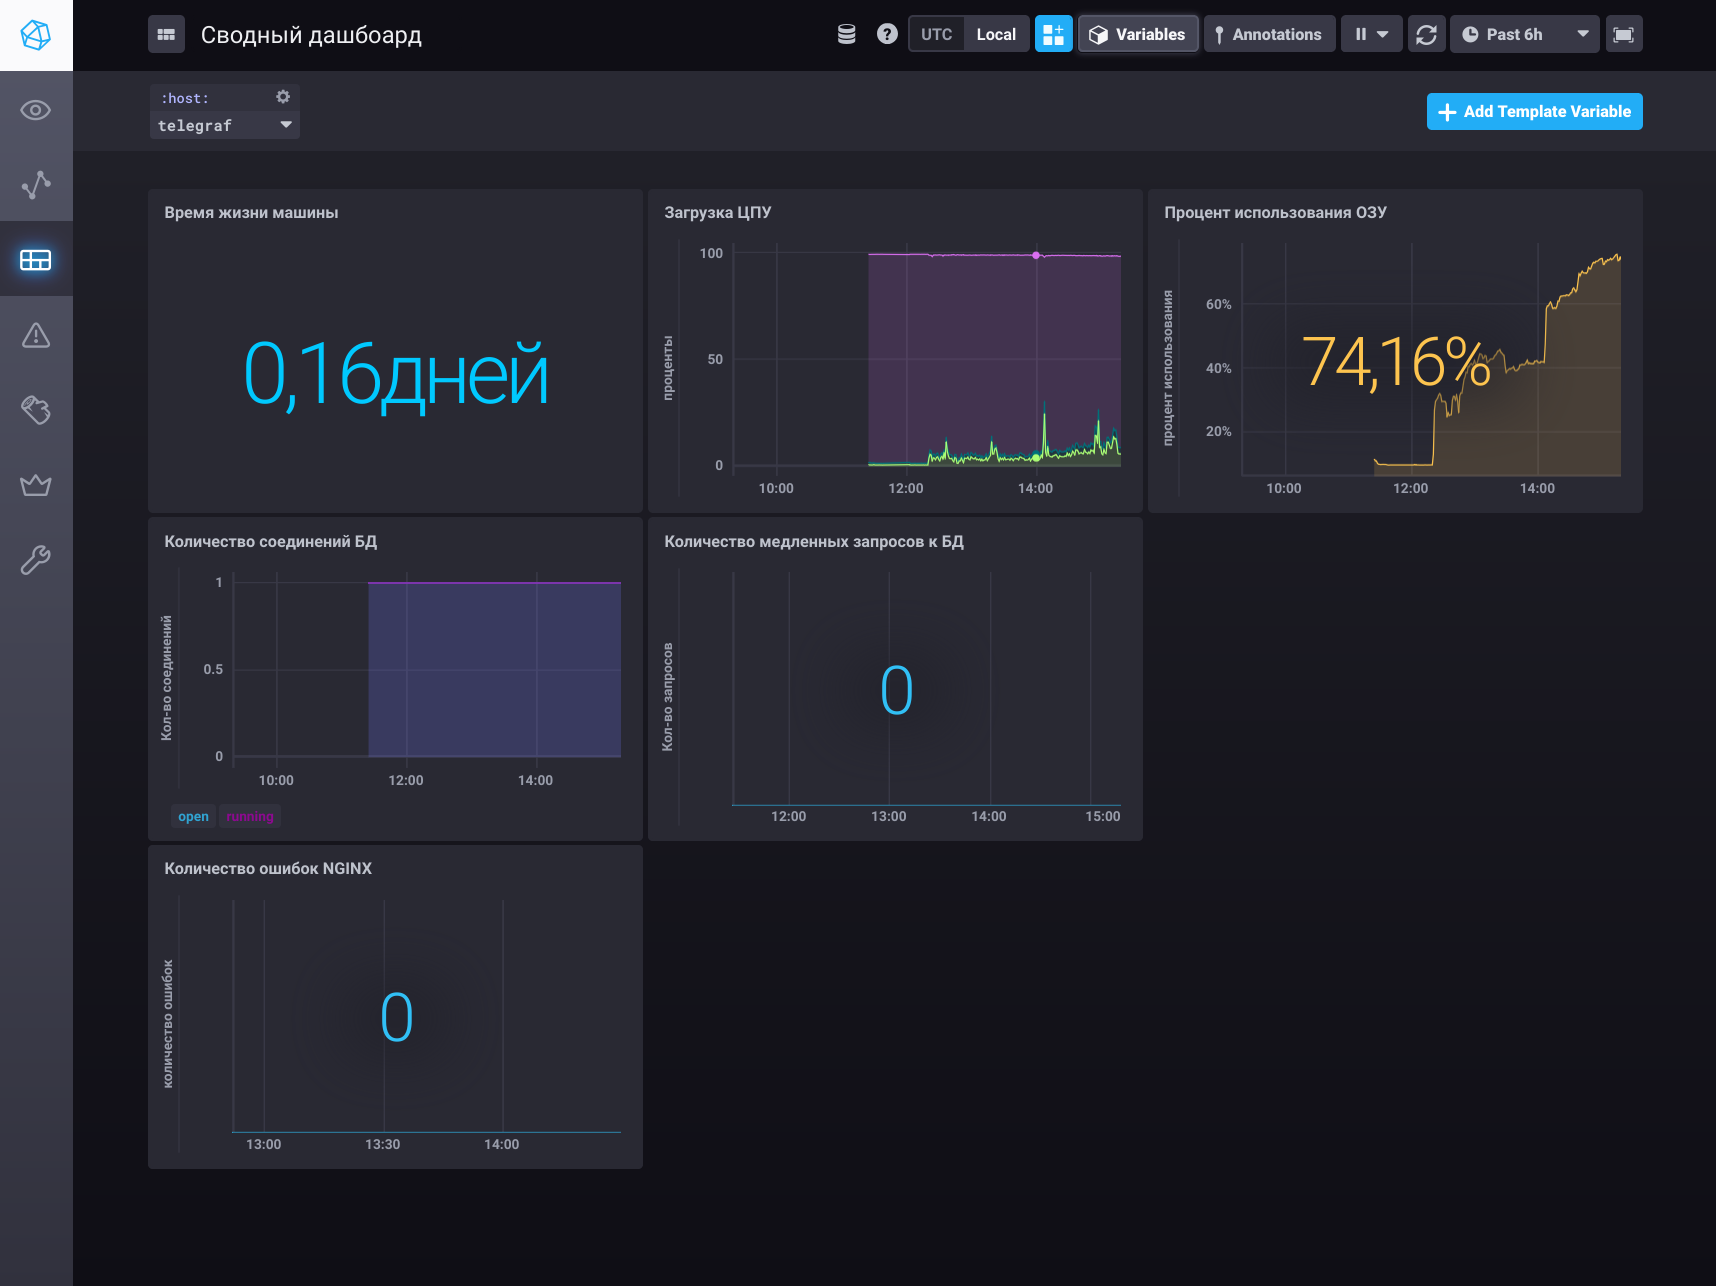 Сводный дашбоард
UTC
Local
Variables
Annotations
Past 6h
:host:
telegraf
Add Template Variable
Время жизни машины
0,16дней
Загрузка ЦПУ
проценты
100
50
0
10:00
12:00
14:00
Процент использования ОЗУ
процент использования
60%
40%
20%
74,16%
10:00
12:00
14:00
Количество соединений БД
Кол-во соединений
1
0.5
0
10:00
12:00
14:00
open
running
Количество медленных запросов к БД
Кол-во запросов
0
12:00
13:00
14:00
15:00
Количество ошибок NGINX
количество ошибок
0
13:00
13:30
14:00